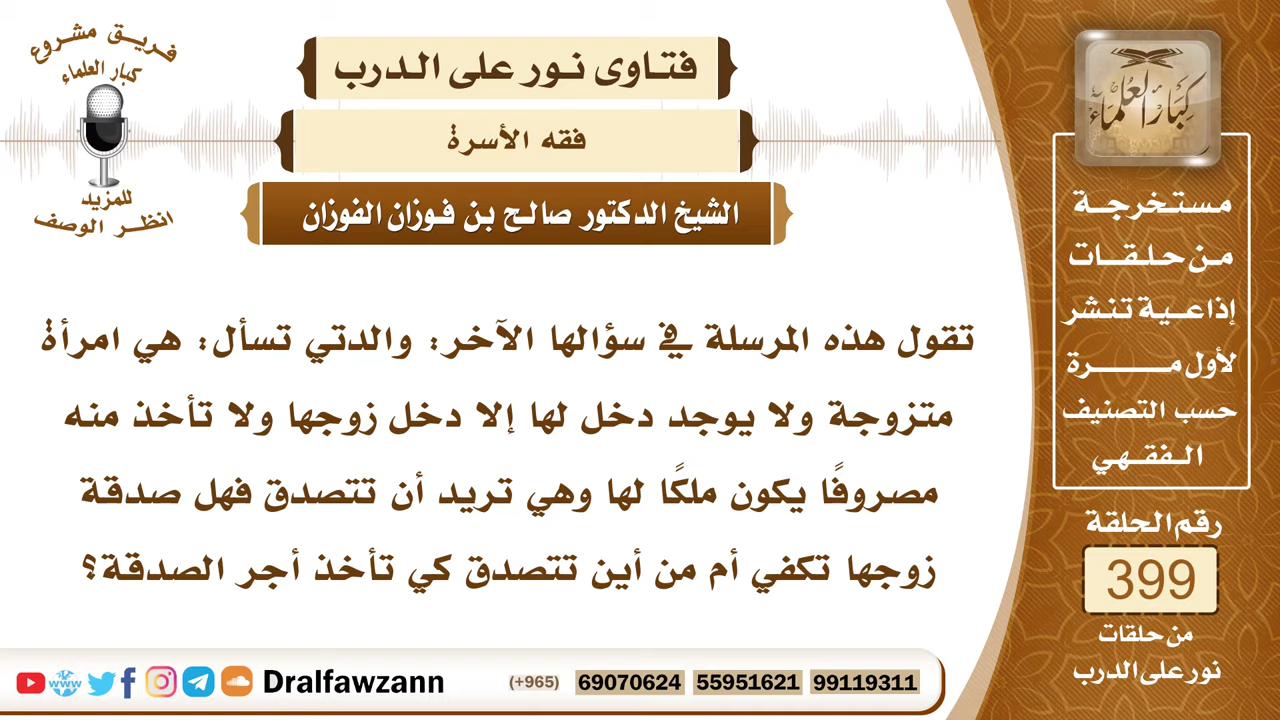 فريق مشروع
كبار العلماء
للمزيد
انظر الوصف
فتاوى نور على الدرب
فقه الأسرة
الشيخ الدكتور صالح بن فوزان الفوزان
تقول هذه المرسلة في سؤالها الآخر: والدتي تسأل: هي امرأة
متزوجة ولا يوجد دخل لها إلا دخل زوجها ولا تأخذ منه
مصروفًا يكون ملكًا لها وهي تريد أن تتصدق فهل صدقة
زوجها تكفي أم من أين تتصدق كي تأخذ أجر الصدقة؟
كبار العلماء
مستخرجة
من حلقات
إذاعية تنشر
لأول مرة
حسب التصنيف
الفقهي
رقم الحلقة
399
من حلقات
نور على الدرب
www
Dralfawzann
(+965) 69070624 55951621 99119311